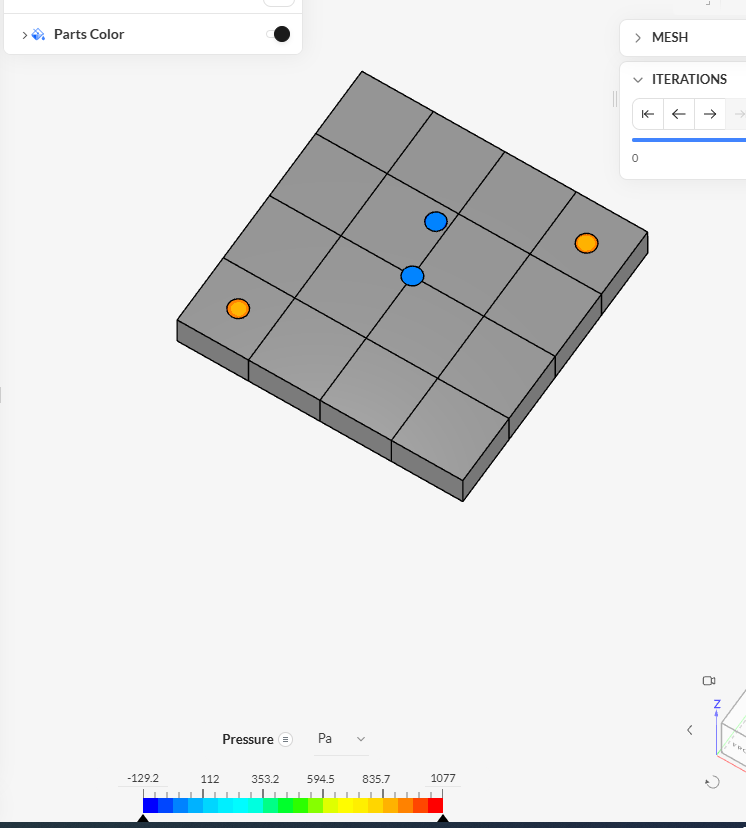 Parts Color
MESH
ITERATIONS
0
Z
Pressure
Pa
-129.2 112 353.2 594.5 835.7 1077